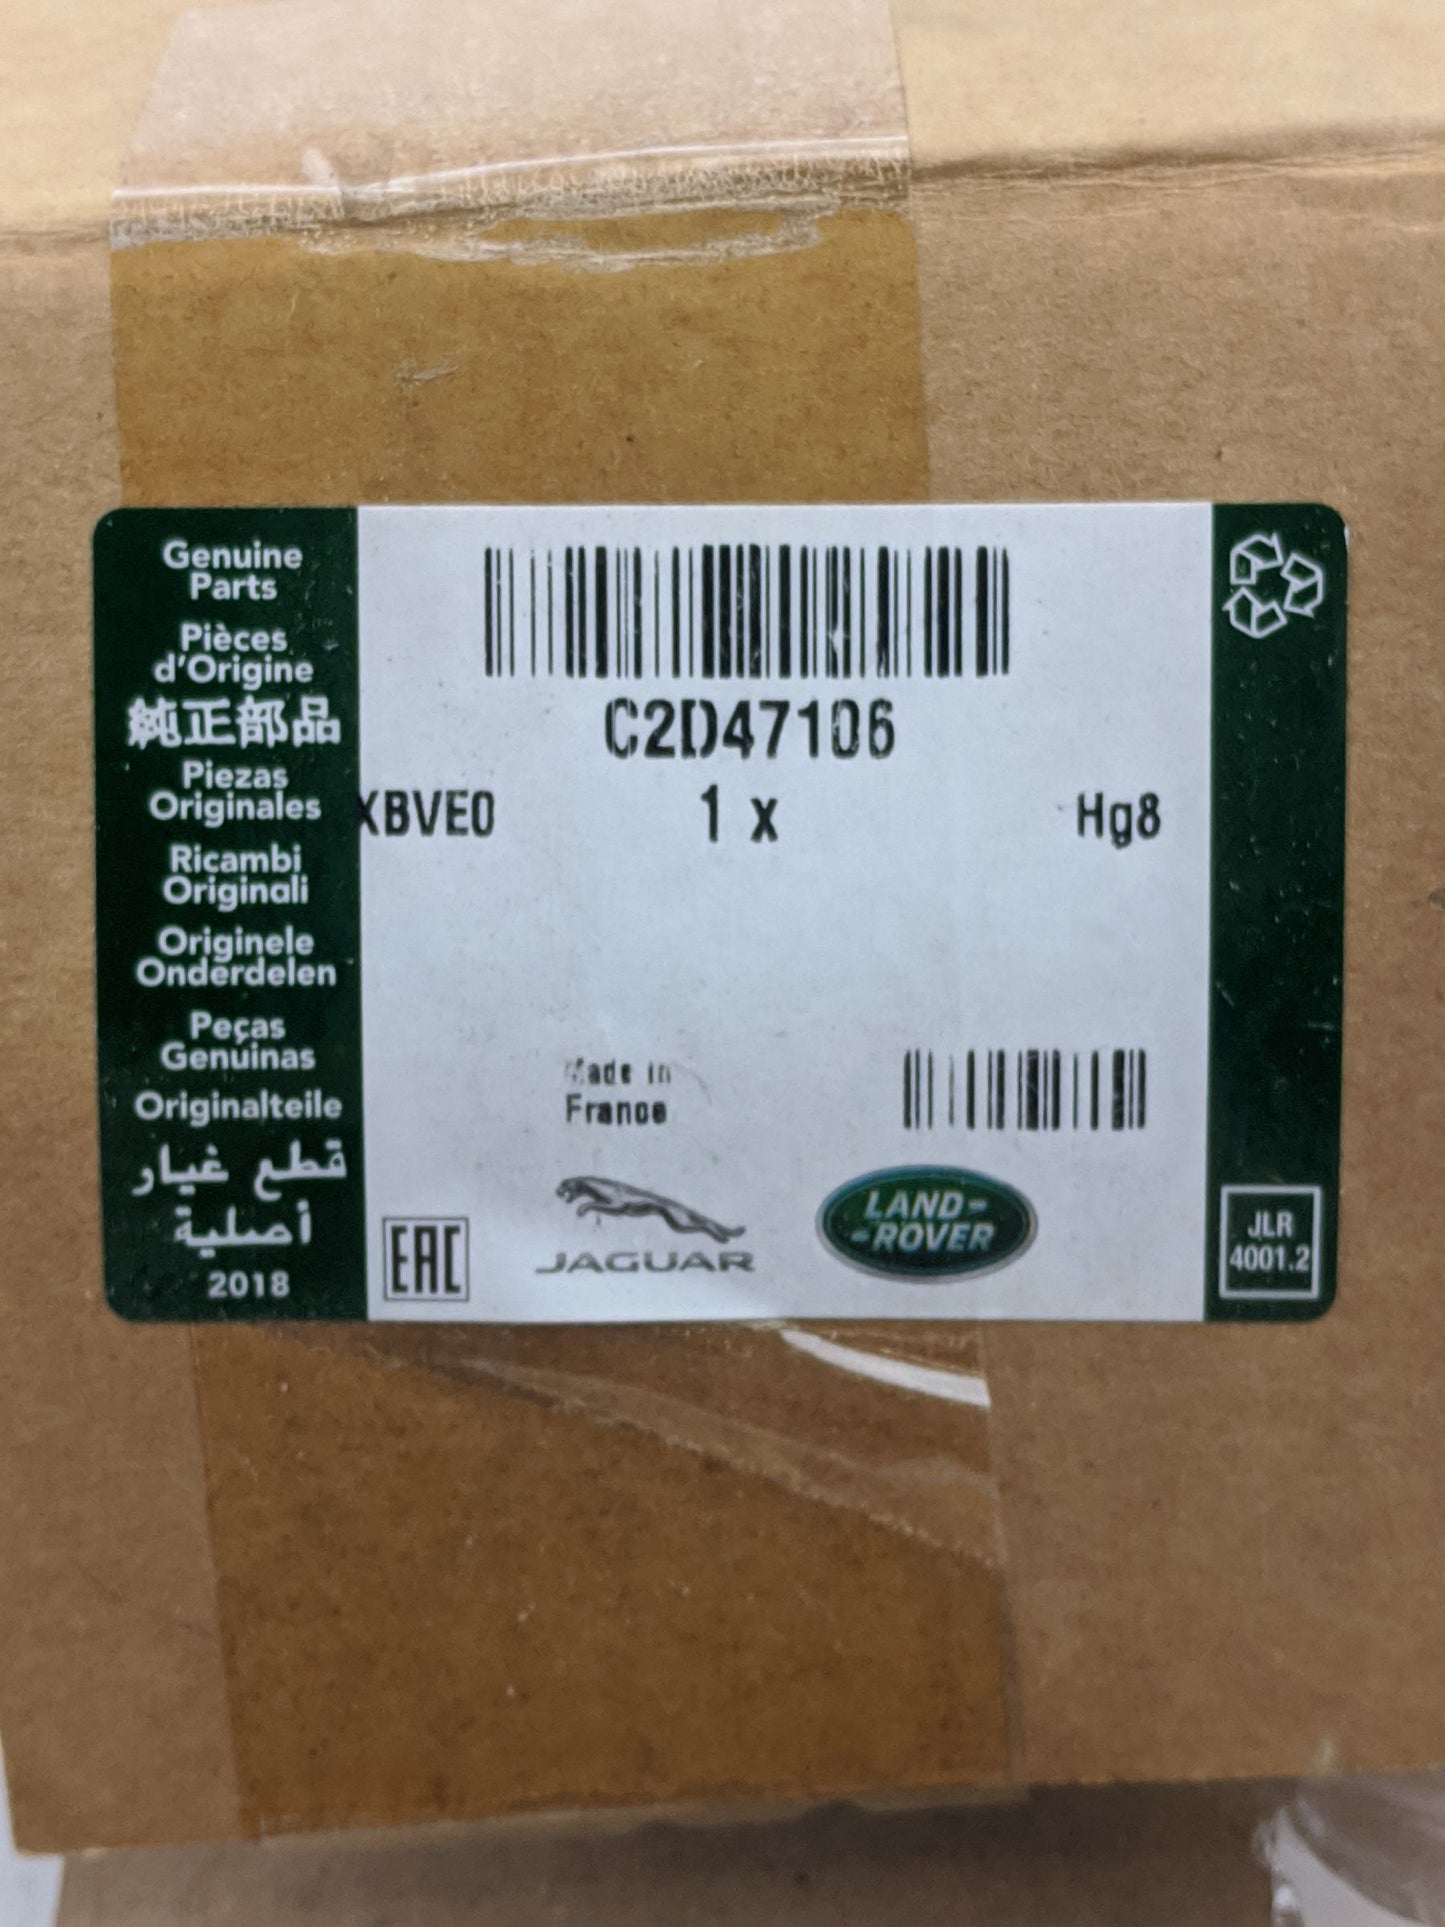 Genuine
Parts
Pièces
d'Origine
純正部品
Piezas
Originales
Ricambi
Originali
Originele
Onderdelen
Peças
Genuinas
Originalteile
قطع غيار
أصلية
2018
C2D47106
XBVE0 1 x Hg8
Made in
France
EAC
JAGUAR
LAND-
-ROVER
JLR
4001.2